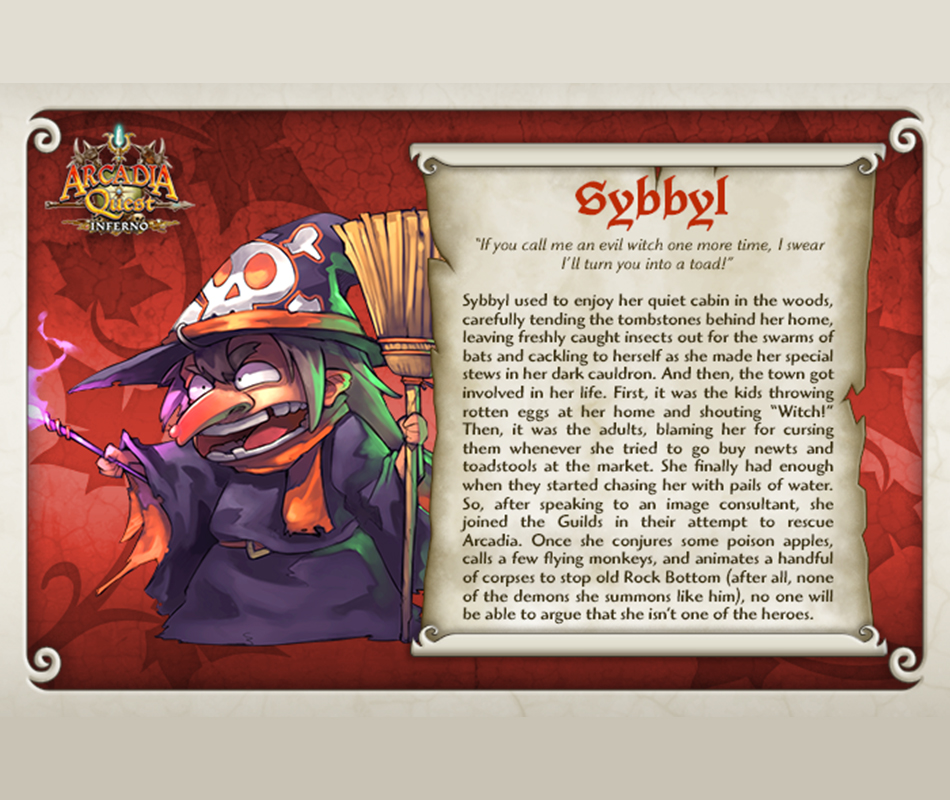 ARCADIA
Quest
INFERNO
Sybbyl
"If you call me an evil witch one more time, I swear
I'll turn you into a toad!"
Sybbyl used to enjoy her quiet cabin in the woods,
carefully tending the tombstones behind her home,
leaving freshly caught insects out for the swarms of
bats and cackling to herself as she made her special
stews in her dark cauldron. And then, the town got
involved in her life. First, it was the kids throwing
rotten eggs at her home and shouting "Witch!"
Then, it was the adults, blaming her for cursing
them whenever she tried to go buy newts and
toadstools at the market. She finally had enough
when they started chasing her with pails of water.
So, after speaking to an image consultant, she
joined the Guilds in their attempt to rescue
Arcadia. Once she conjures some poison apples,
calls a few flying monkeys, and animates a handful
of corpses to stop old Rock Bottom (after all, none
of the demons she summons like him), no one will
be able to argue that she isn't one of the heroes.